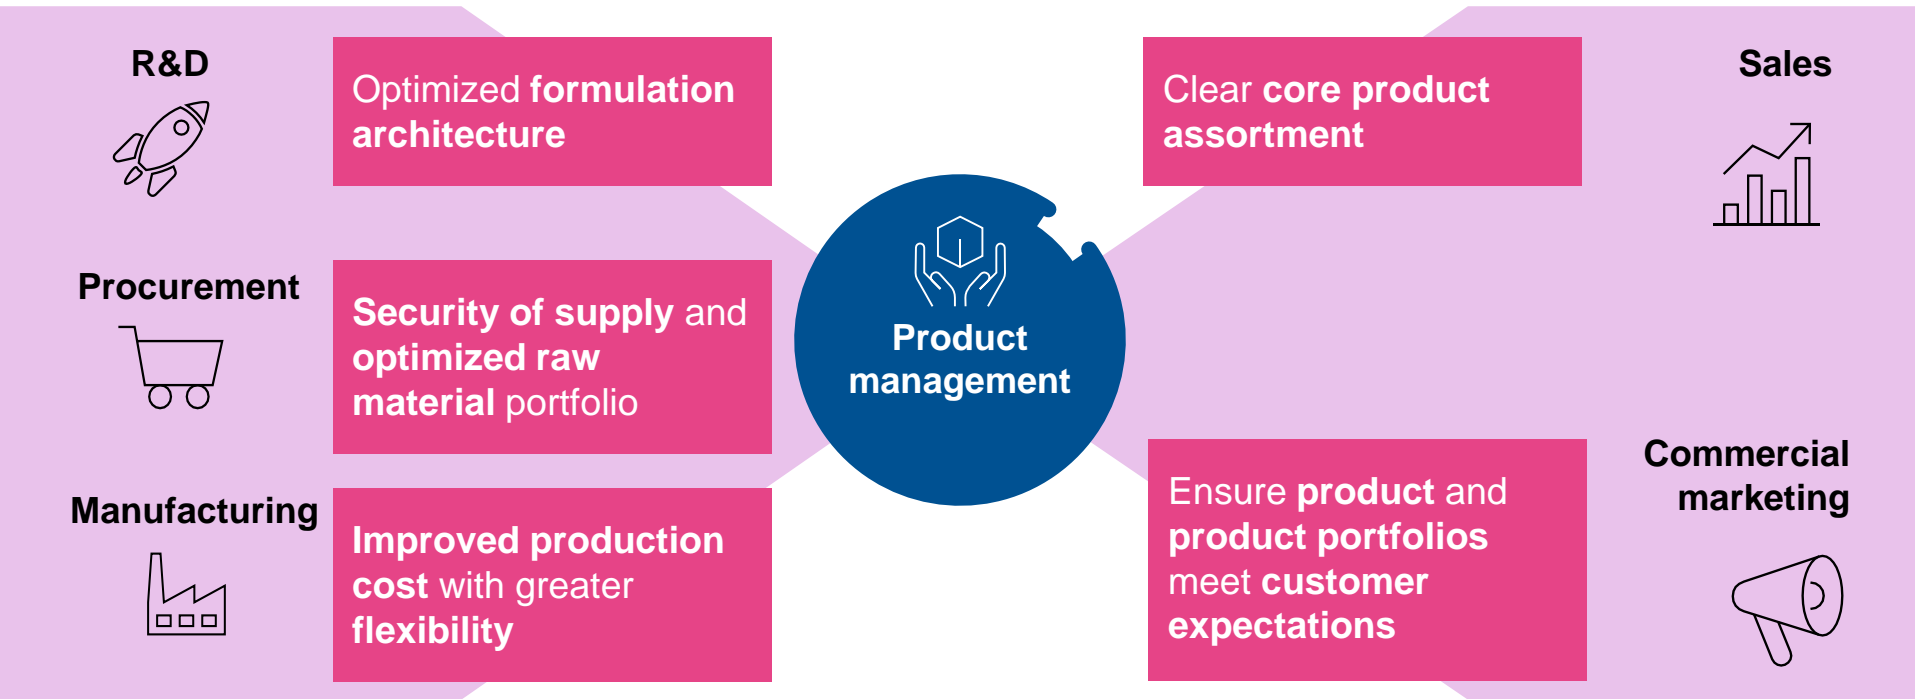 R&D
Optimized formulation
architecture
Procurement
Security of supply and
optimized raw
material portfolio
Manufacturing
Improved production
cost with greater
flexibility
Product
management
Sales
Clear core product
assortment
Commercial
marketing
Ensure product and
product portfolios
meet customer
expectations